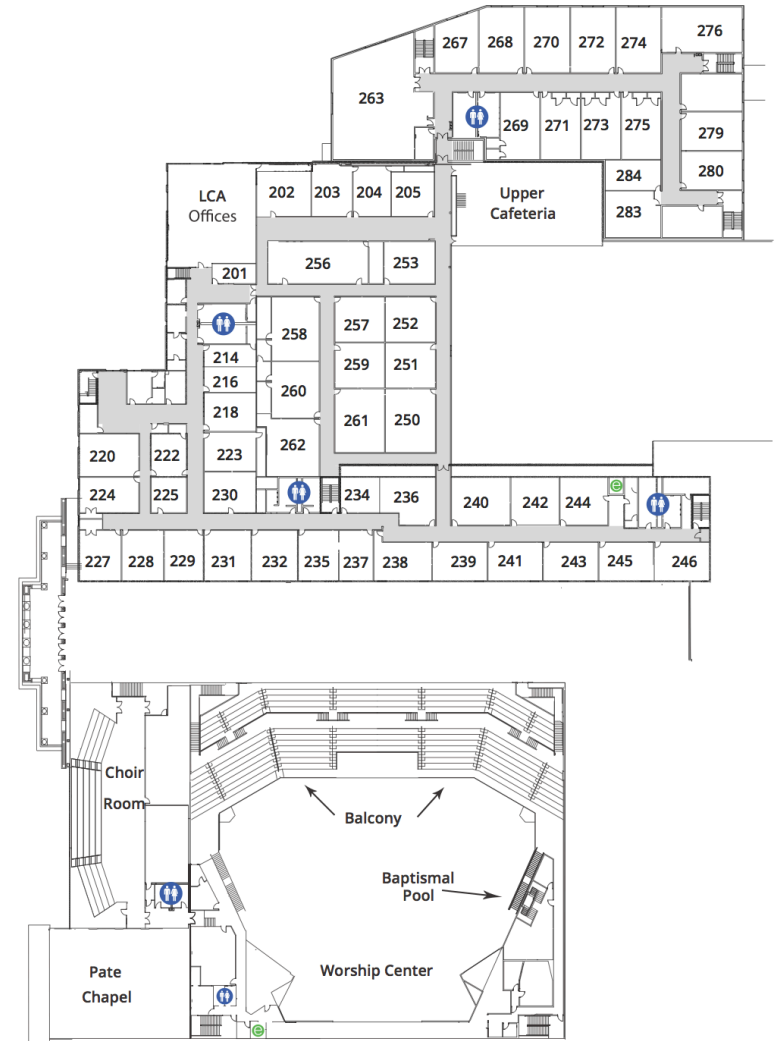 276
267 268 270 272 274
263
269 271 273 275
279
284
280
283
Upper
Cafeteria
LCA
Offices
202 203 204 205
201
256 253
258 257 252
214
216
259 251
260
218
261 250
262
220 222 223
224 225 230
234 236 240 242 244
e
227 228 229 231 232 235 237 238 239 241 243 245 246
Choir
Room
Balcony
Baptismal
Pool
Pate
Chapel
Worship Center
e